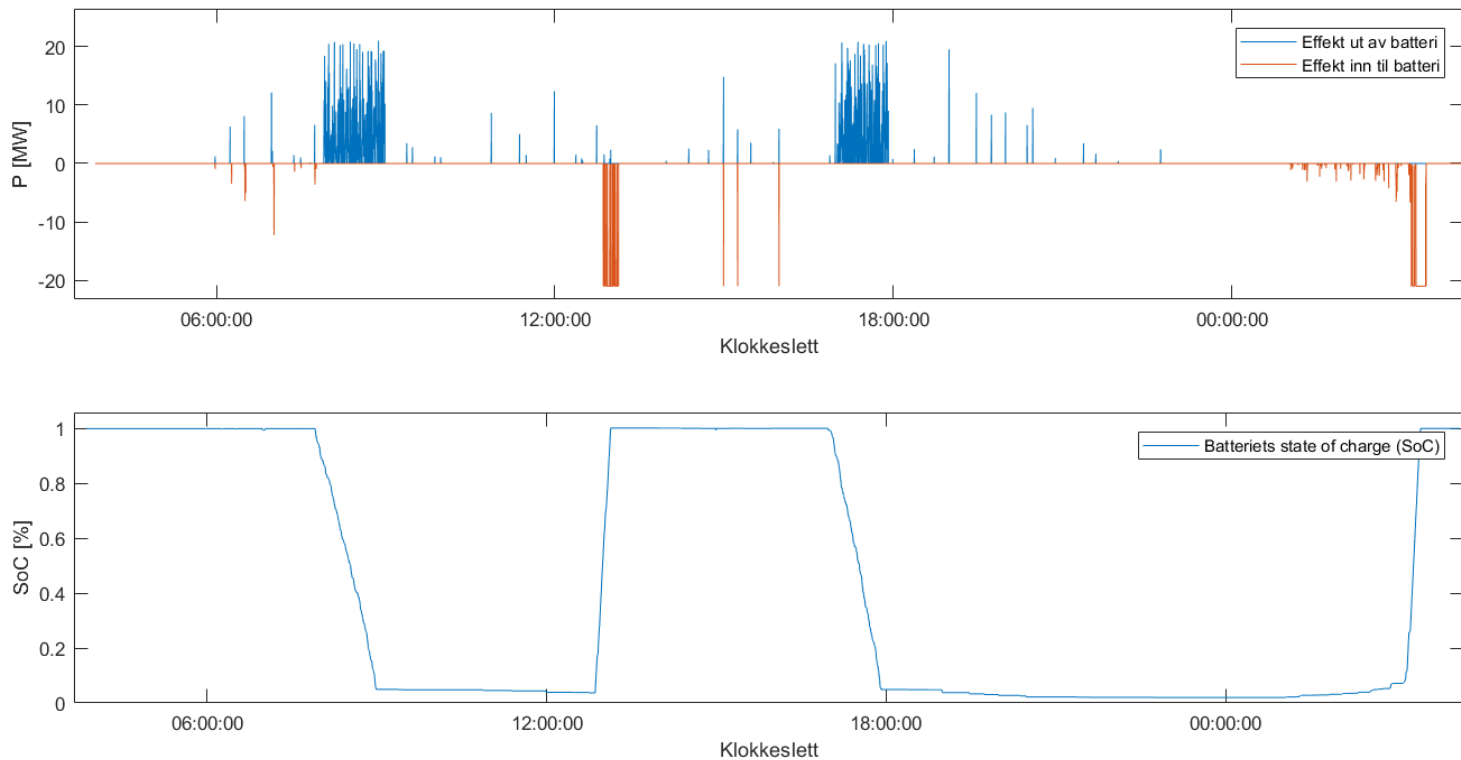 P [MW]
20
10
0
-10
-20
Effekt ut av batteri
Effekt inn til batteri
06:00:00
12:00:00
18:00:00
00:00:00
Klokkeslett
SoC [%]
1
0.8
0.6
0.4
0.2
0
Batteriets state of charge (SoC)
06:00:00
12:00:00
18:00:00
00:00:00
Klokkeslett